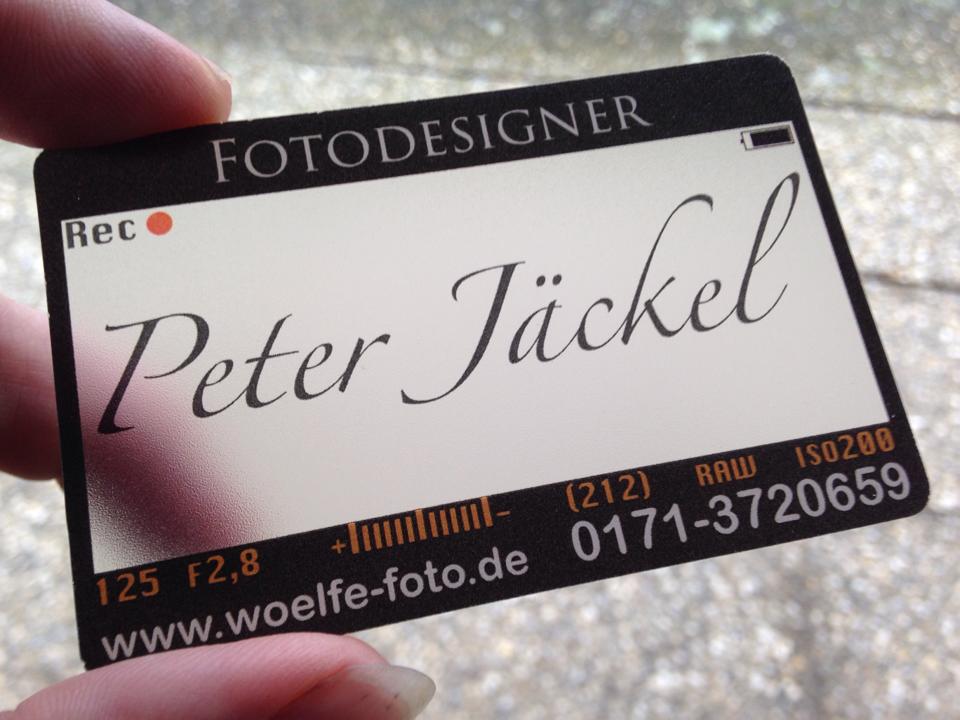 FOTODESIGNER
Rec
Peter Jäckel
125 F2,8 + - (212) RAW ISO200
www.woelfe-foto.de 0171-3720659